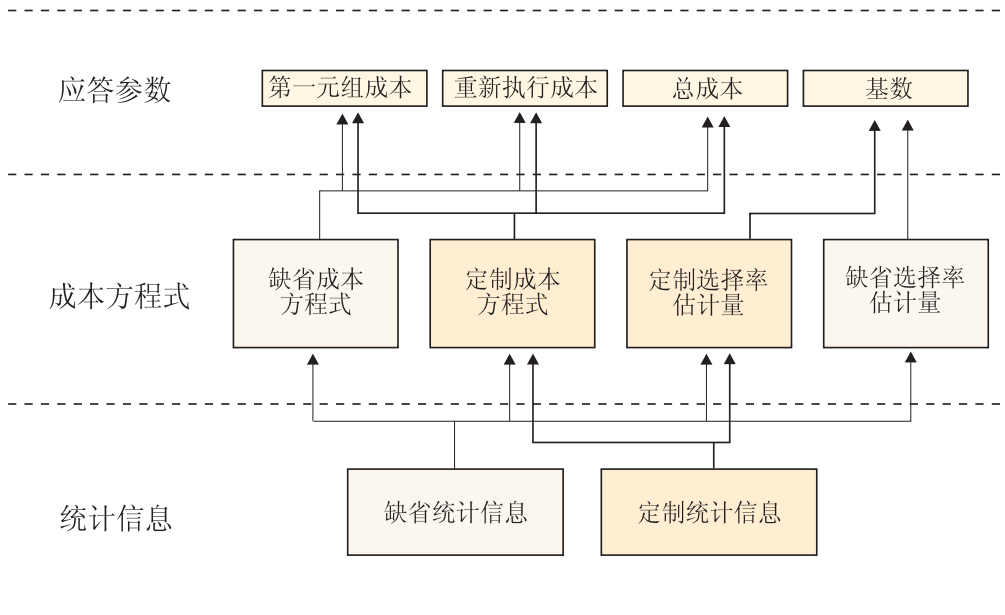 应答参数
第一元组成本
重新执行成本
总成本
基数
成本方程式
缺省成本
方程式
定制成本
方程式
定制选择率
估计量
缺省选择率
估计量
统计信息
缺省统计信息
定制统计信息